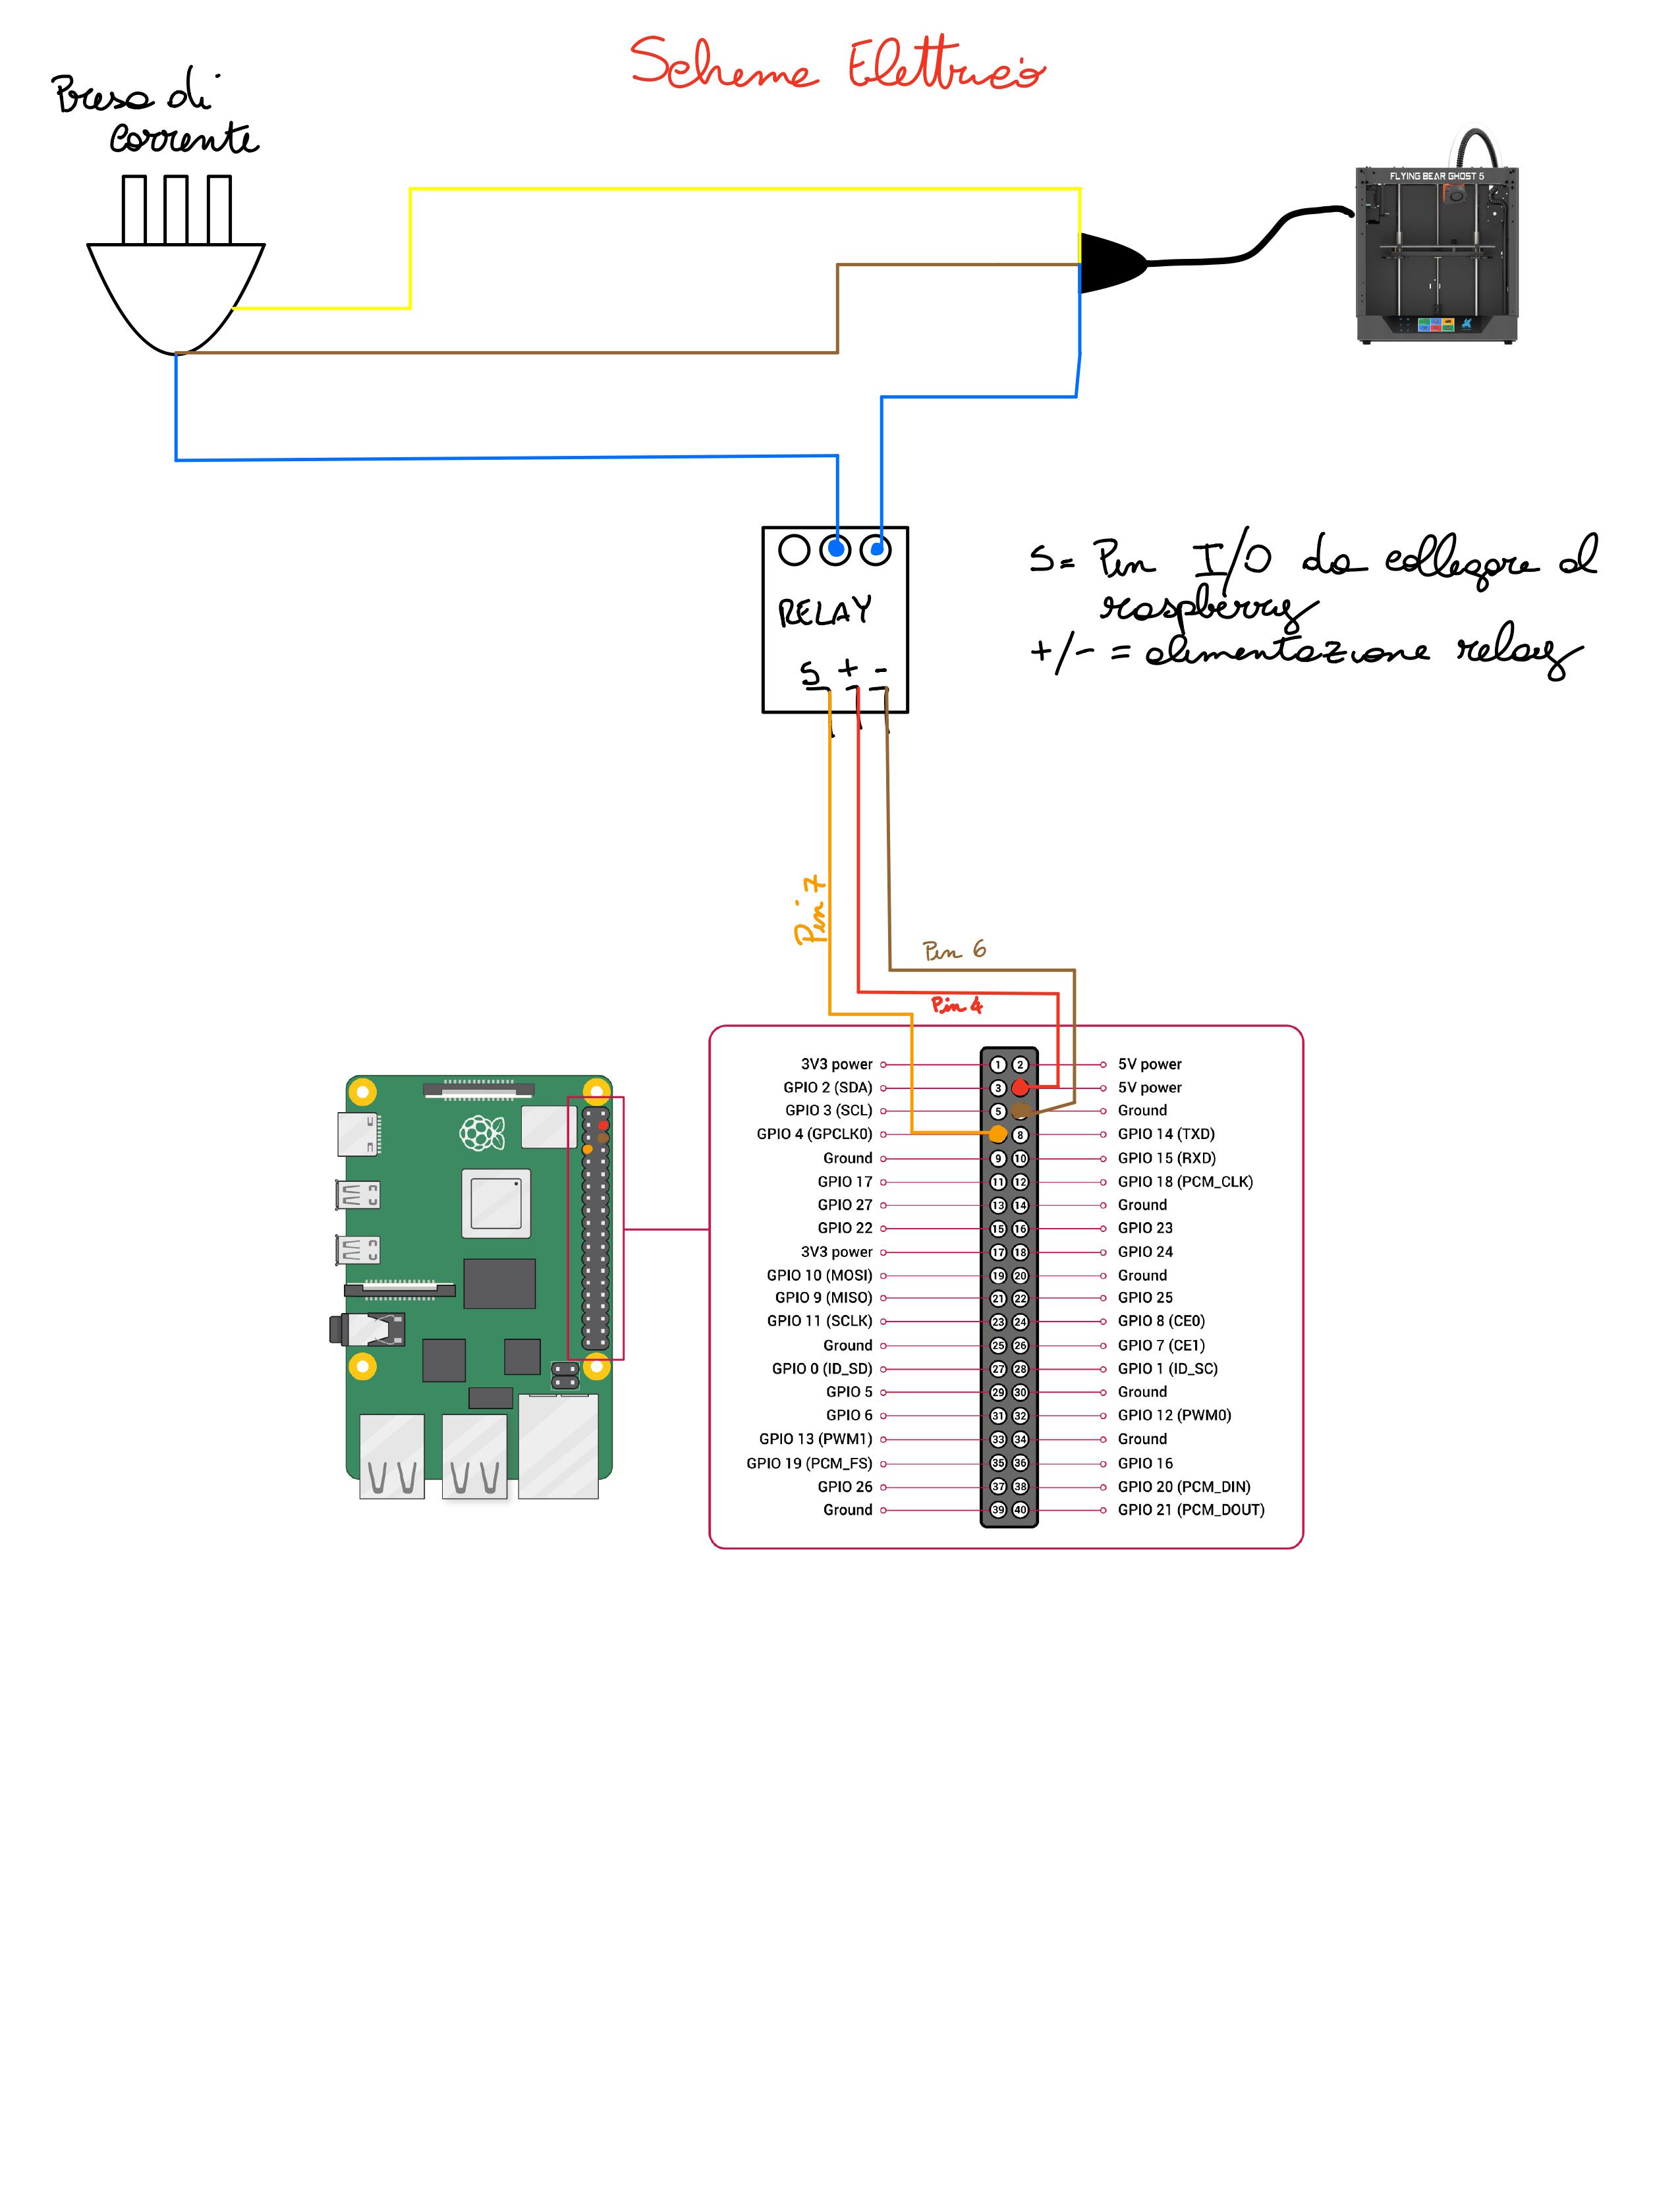 Schema Elettrico
Presa di
corrente
FLYING BEAR GHOST 5
RELAY
S + -
S= Pin I/O da collegare al
raspberry
+/- = alimentazione relay
Pin 7
Pin 6
Pin 4
3V3 power 1 2 5V power
GPIO 2 (SDA) 3 5V power
GPIO 3 (SCL) 5 Ground
GPIO 4 (GPCLK0) 8 GPIO 14 (TXD)
Ground 9 10 GPIO 15 (RXD)
GPIO 17 11 12 GPIO 18 (PCM_CLK)
GPIO 27 13 14 Ground
GPIO 22 15 16 GPIO 23
3V3 power 17 18 GPIO 24
GPIO 10 (MOSI) 19 20 Ground
GPIO 9 (MISO) 21 22 GPIO 25
GPIO 11 (SCLK) 23 24 GPIO 8 (CE0)
Ground 25 26 GPIO 7 (CE1)
GPIO 0 (ID_SD) 27 28 GPIO 1 (ID_SC)
GPIO 5 29 30 Ground
GPIO 6 31 32 GPIO 12 (PWM0)
GPIO 13 (PWM1) 33 34 Ground
GPIO 19 (PCM_FS) 35 36 GPIO 16
GPIO 26 37 38 GPIO 20 (PCM_DIN)
Ground 39 40 GPIO 21 (PCM_DOUT)